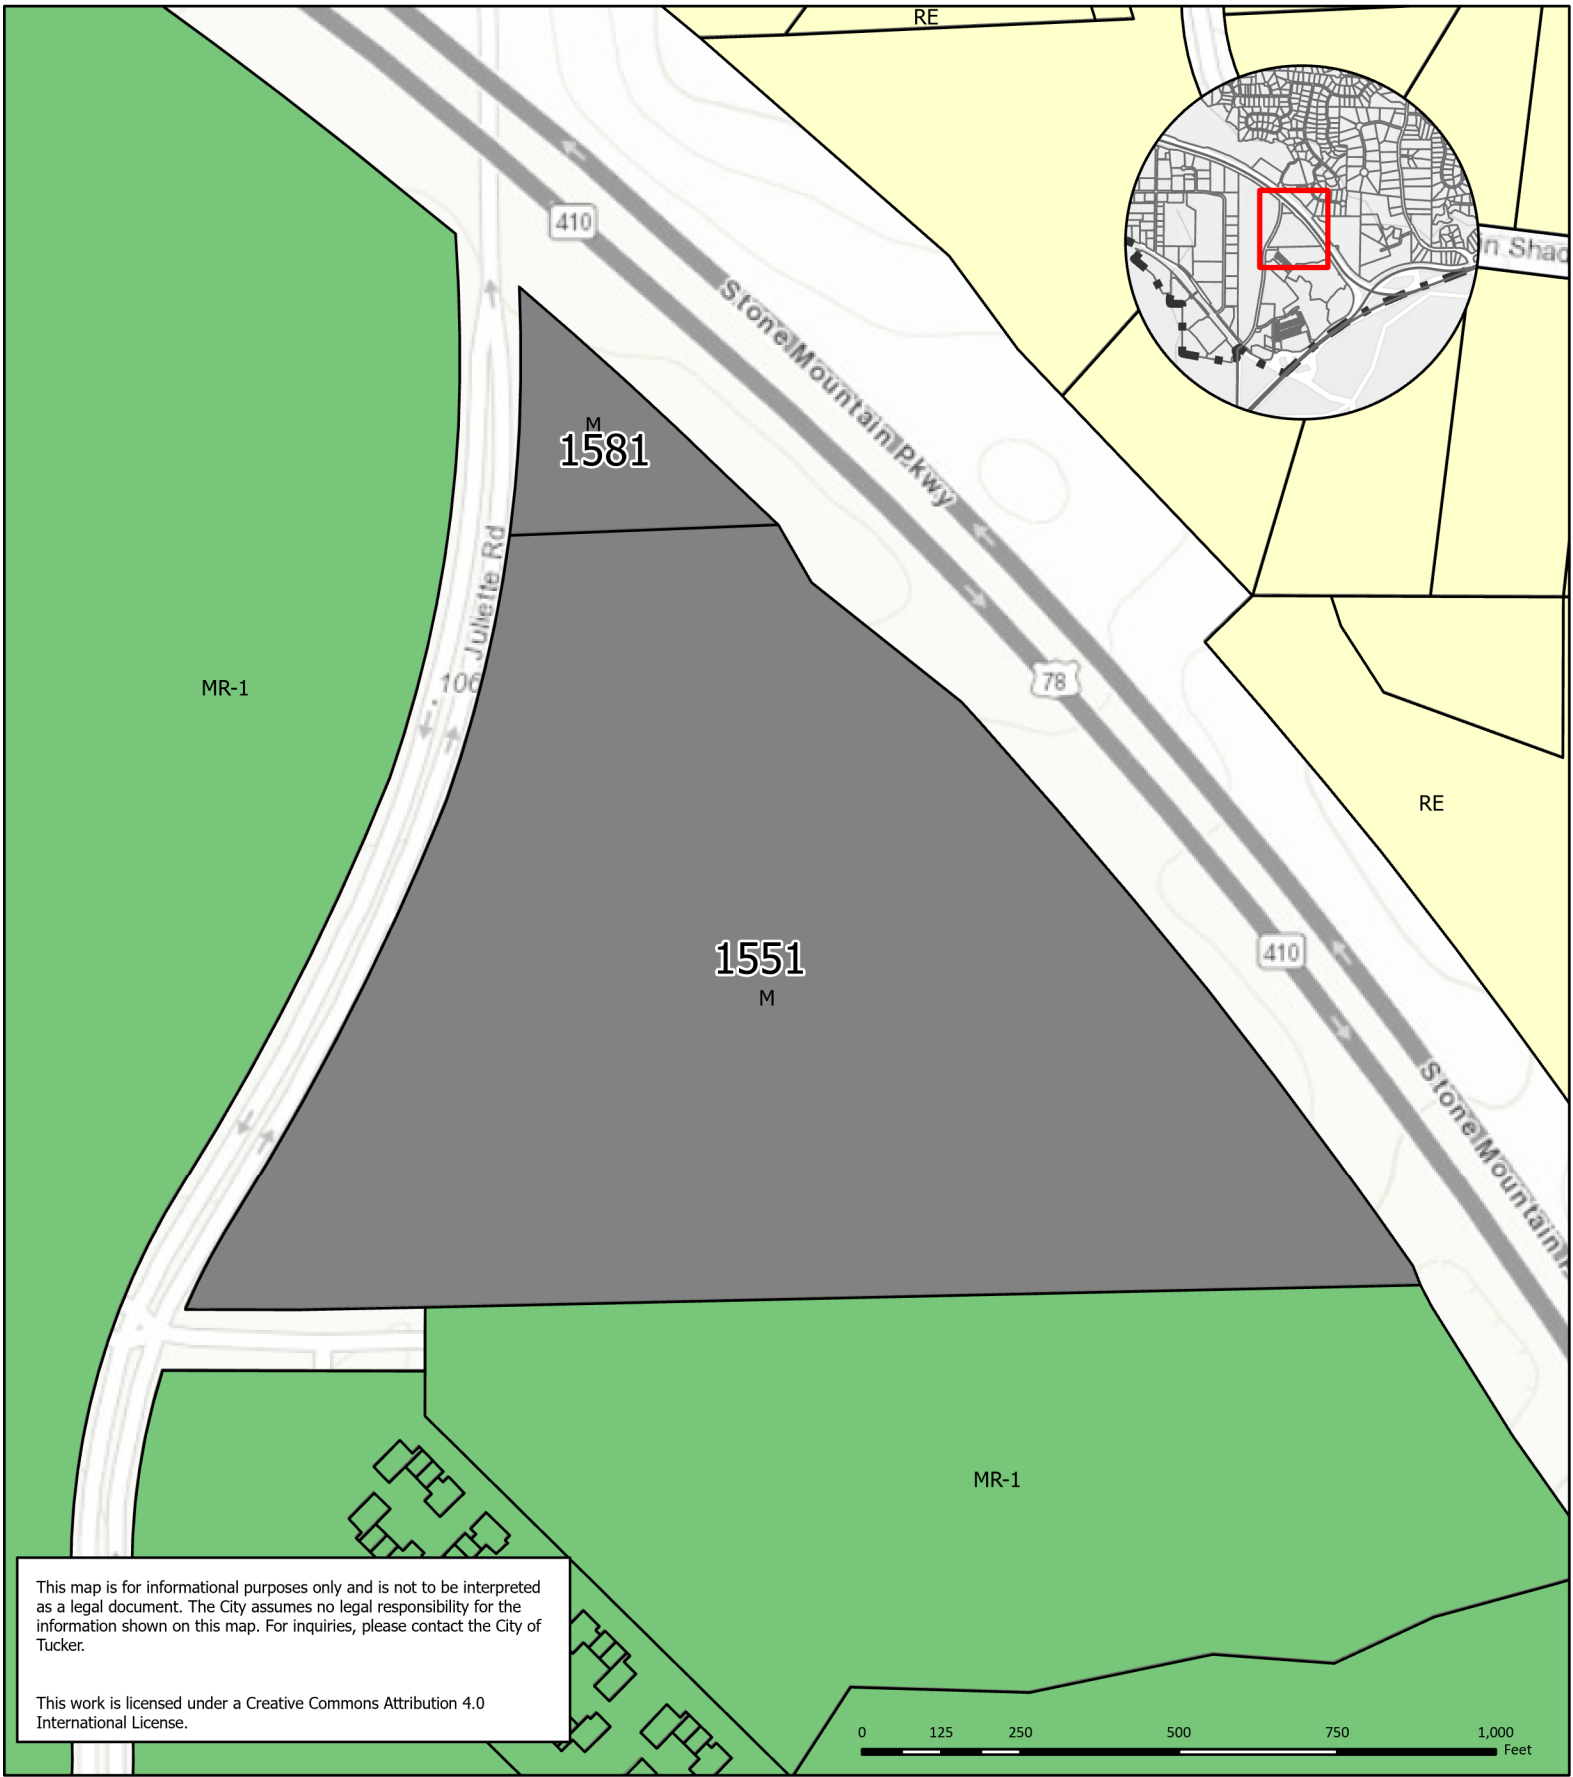 RE
in Shad
410
Stone Mountain Pkwy
M
1581
Juliette Rd
106
MR-1
78
RE
410
1551
M
Stone Mountain
MR-1
This map is for informational purposes only and is not to be interpreted
as a legal document. The City assumes no legal responsibility for the
information shown on this map. For inquiries, please contact the City of
Tucker.
This work is licensed under a Creative Commons Attribution 4.0
International License.
0 125 250 500 750 1,000
Feet